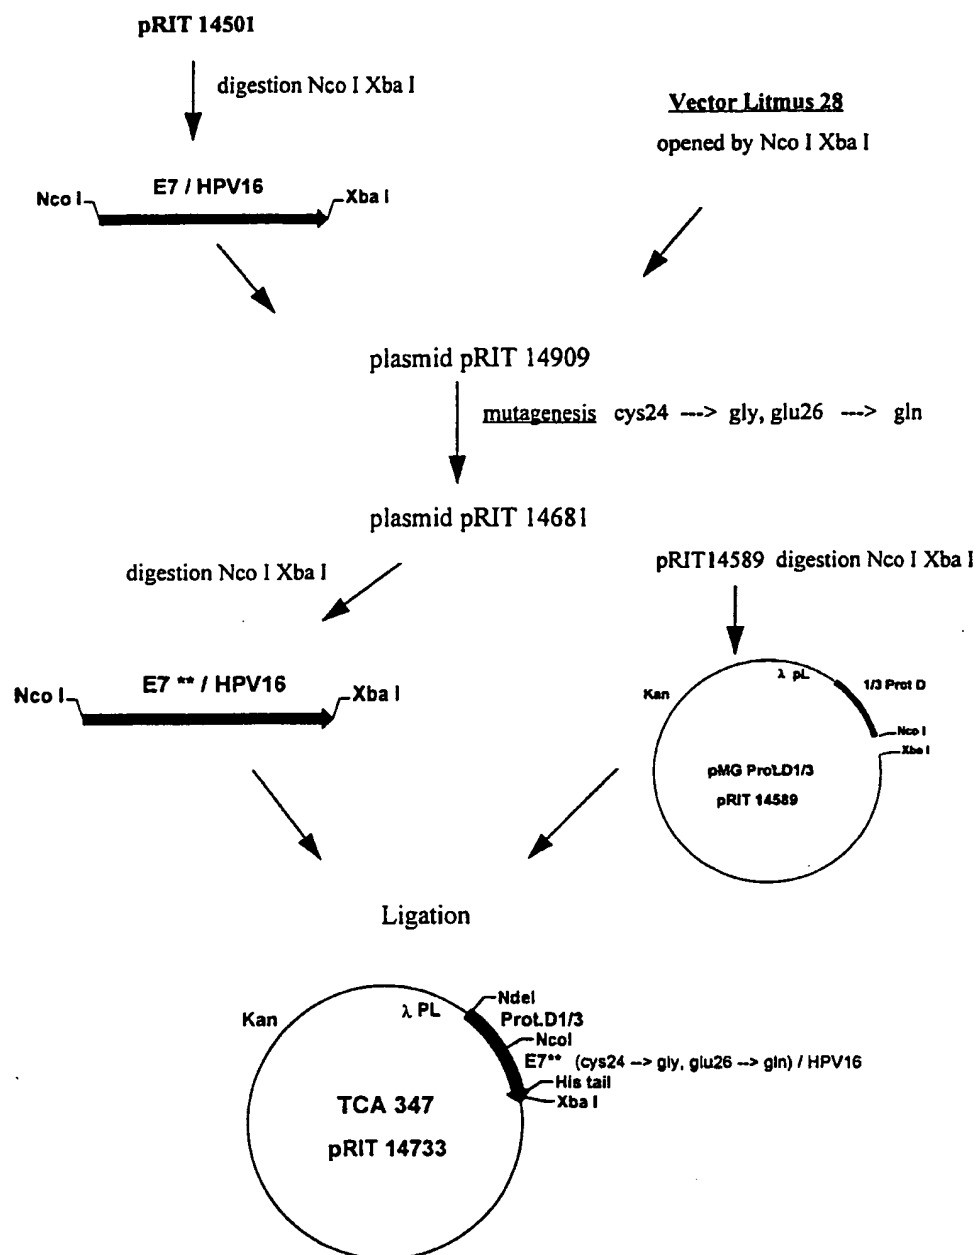 pRIT 14501
digestion Nco I Xba I
Vector Litmus 28
opened by Nco I Xba I
E7 / HPV16
Nco I
Xba I
plasmid pRIT 14909
mutagenesis cys24 ---> gly, glu26 ---> gln
plasmid pRIT 14681
digestion Nco I Xba I
pRIT14589 digestion Nco I Xba I
E7 ** / HPV16
Nco I
Xba I
λ pL
1/3 Prot D
Kan
Nco I
Xba I
pMG Prot.D1/3
pRIT 14589
Ligation
NdeI
λ PL
Prot.D1/3
Kan
NcoI
E7** (cys24 --> gly, glu26 --> gln) / HPV16
His tail
Xba I
TCA 347
pRIT 14733